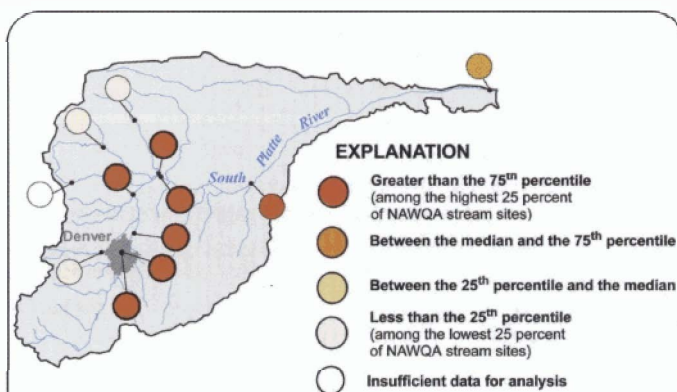 South Platte River
Denver
EXPLANATION
Greater than the 75th percentile
(among the highest 25 percent
of NAWQA stream sites)
Between the median and the 75th percentile
Between the 25th percentile and the median
Less than the 25th percentile
(among the lowest 25 percent
of NAWQA stream sites)
Insufficient data for analysis